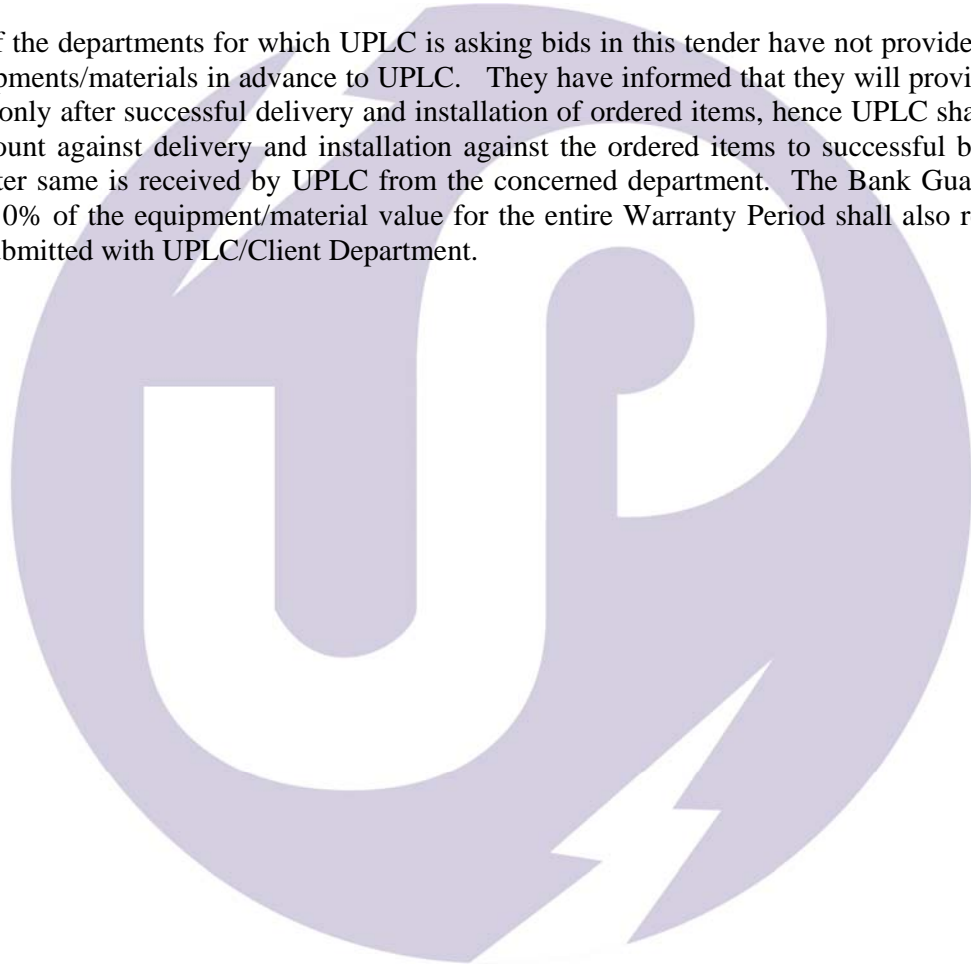 f the departments for which UPLC is asking bids in this tender have not provide
pments/materials in advance to UPLC. They have informed that they will provi
only after successful delivery and installation of ordered items, hence UPLC sha
ount against delivery and installation against the ordered items to successful b
ter same is received by UPLC from the concerned department. The Bank Gua
0% of the equipment/material value for the entire Warranty Period shall also r
ubmitted with UPLC/Client Department.
UP